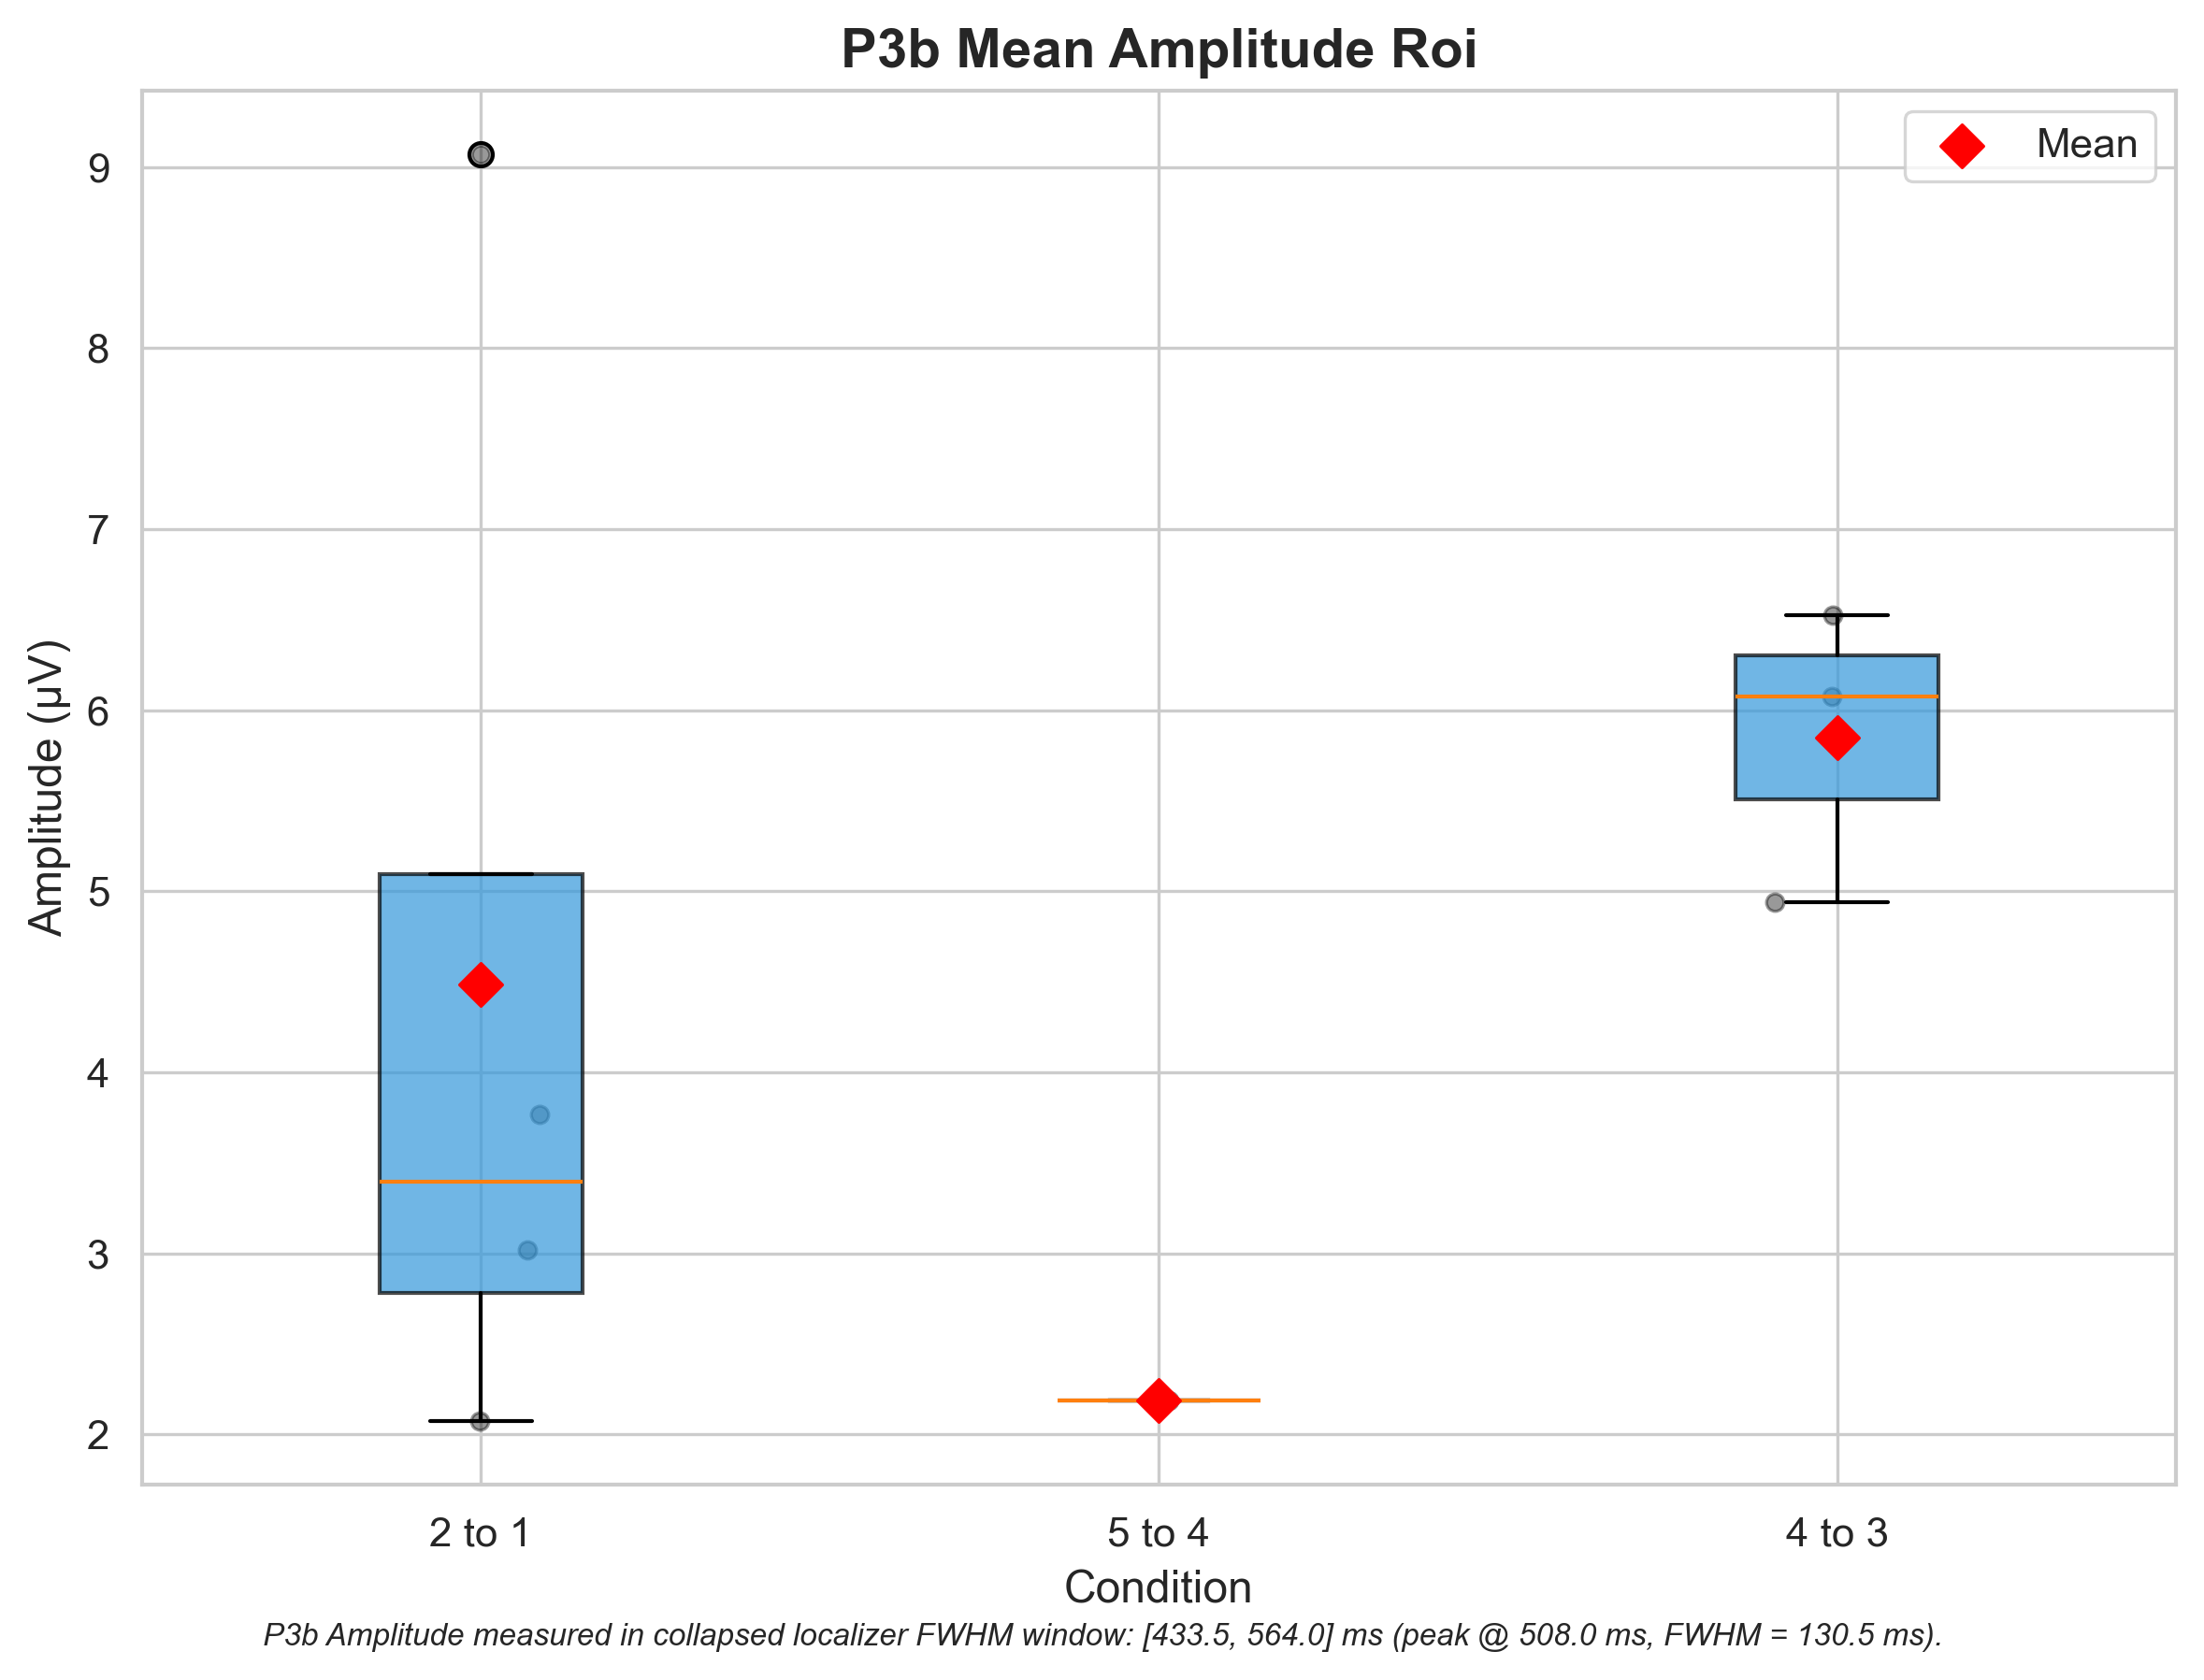 P3b Mean Amplitude Roi
Mean
9
8
7
6
5
4
3
2
Amplitude (µV)
2 to 1
5 to 4
4 to 3
Condition
P3b Amplitude measured in collapsed localizer FWHM window: [433.5, 564.0] ms (peak @ 508.0 ms, FWHM = 130.5 ms).